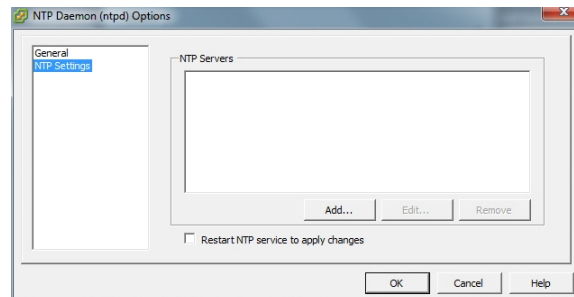 NTP Daemon (ntpd) Options
General
NTP Settings
NTP Servers
Add...
Edit...
Remove
Restart NTP service to apply changes
OK
Cancel
Help